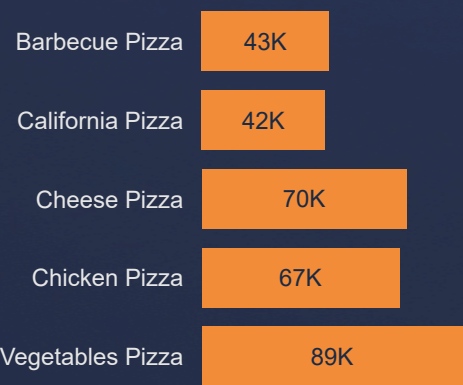 Barbecue Pizza 43K
California Pizza 42K
Cheese Pizza 70K
Chicken Pizza 67K
Vegetables Pizza 89K